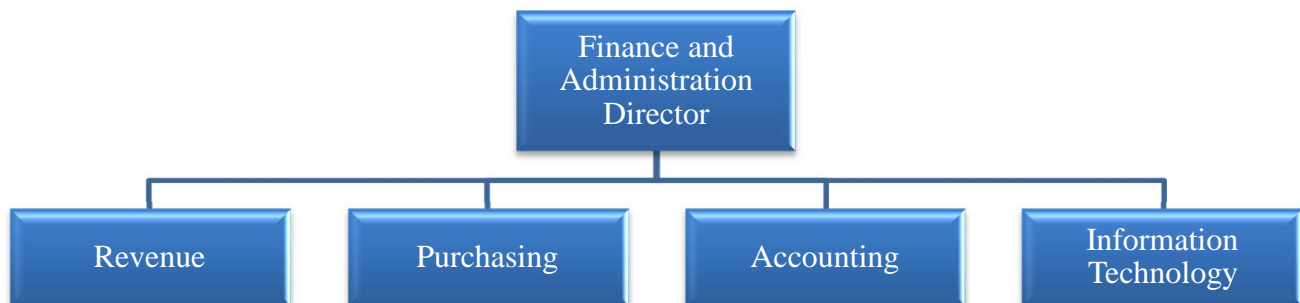 Finance and
Administration
Director
Revenue
Purchasing
Accounting
Information
Technology